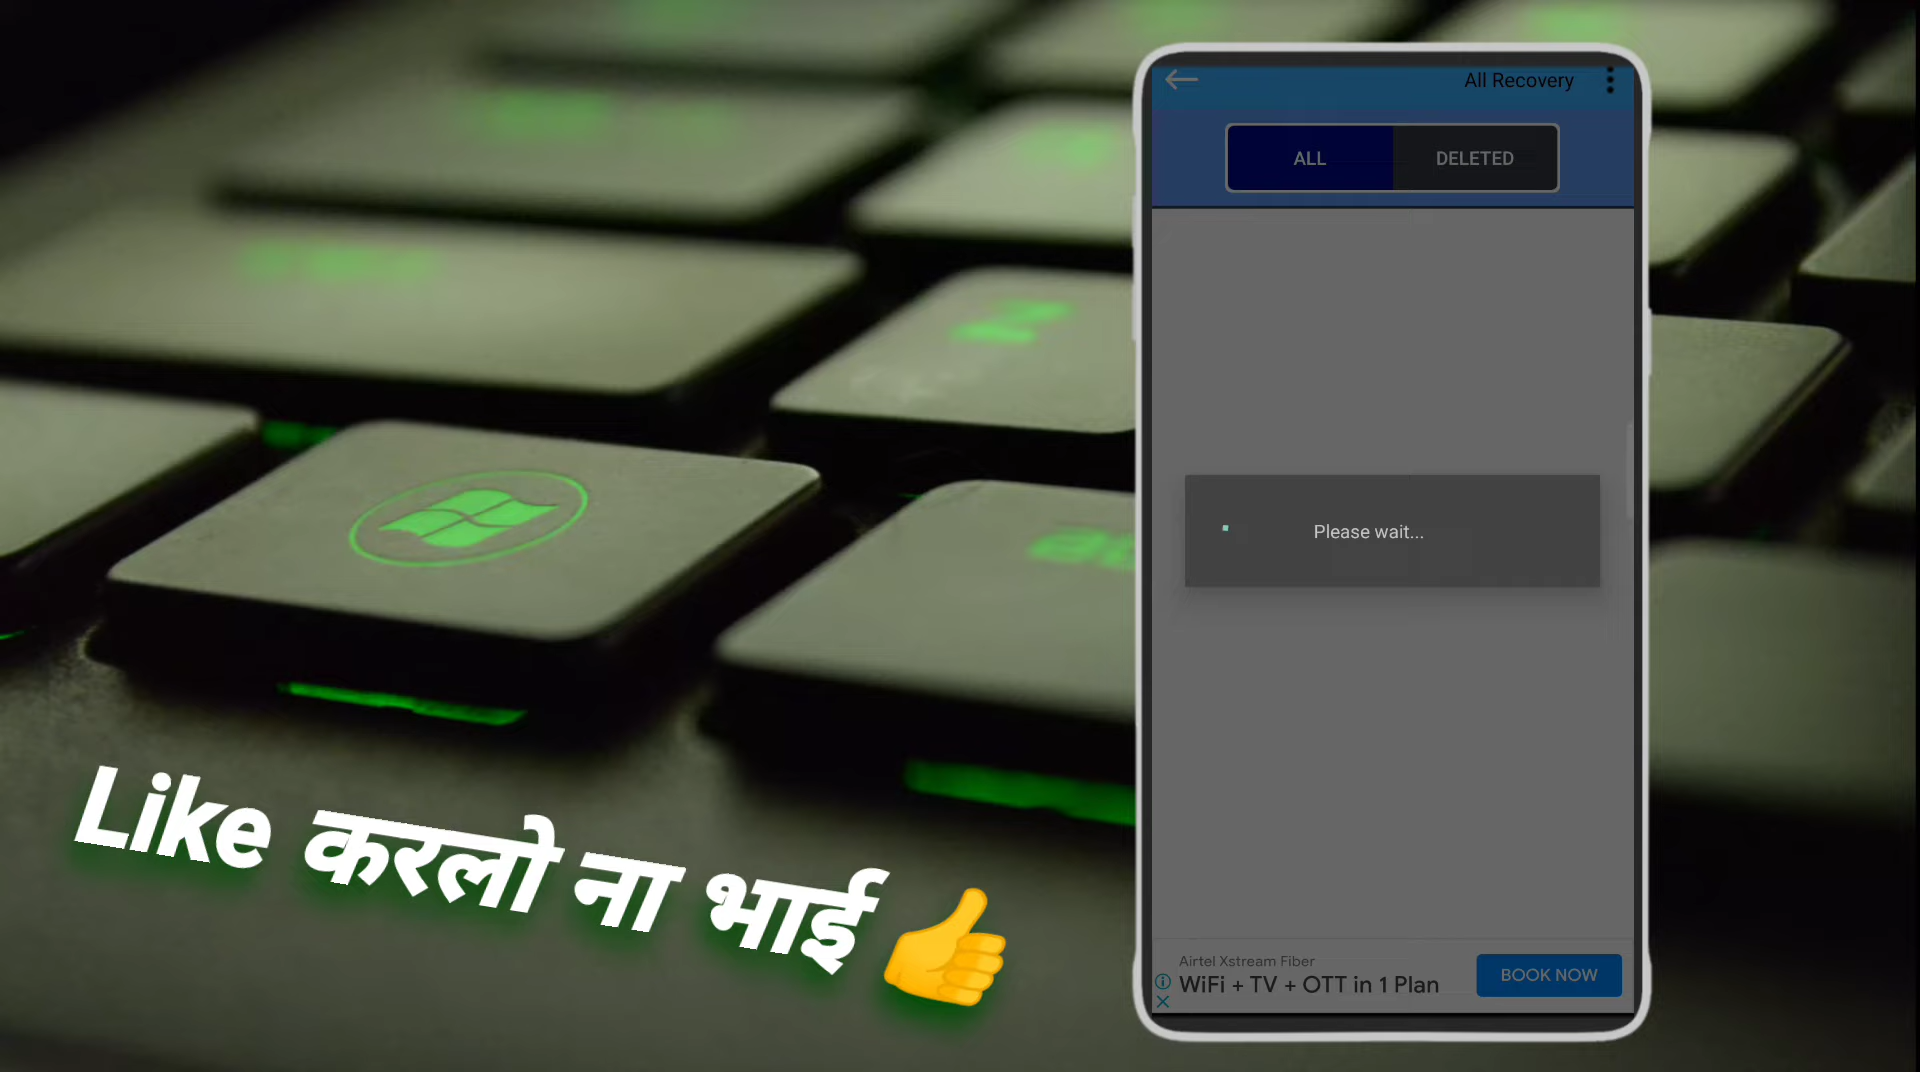 All Recovery
ALL
DELETED
Please wait...
Like करलो ना भाई 👍
Airtel Xstream Fiber
WiFi + TV + OTT in 1 Plan
BOOK NOW